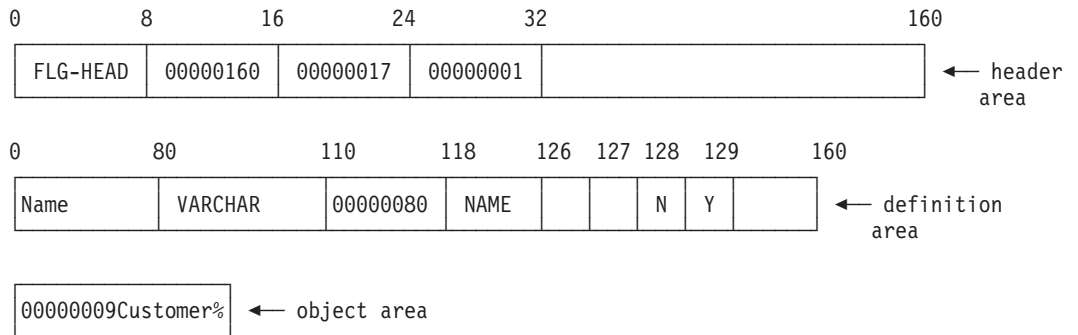 0 8 16 24 32 160
FLG-HEAD 00000160 00000017 00000001 ◄── header
area
0 80 110 118 126 127 128 129 160
Name VARCHAR 00000080 NAME N Y ◄── definition
area
00000009Customer% ◄── object area